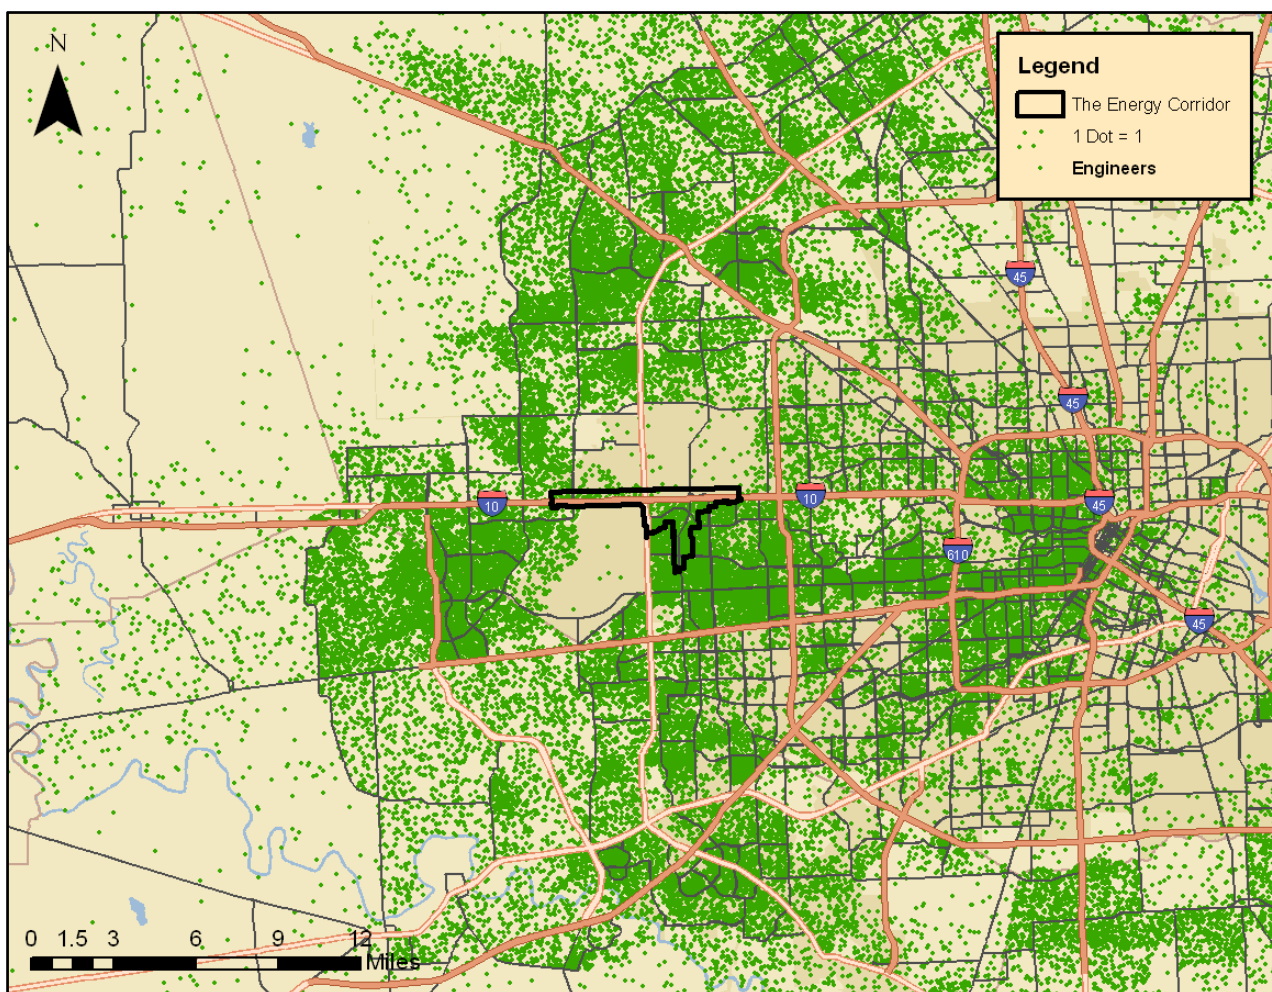 N
Legend
The Energy Corridor
1 Dot = 1
Engineers
45
45
10
10
45
610
45
0 1.5 3 6 9 12
Miles